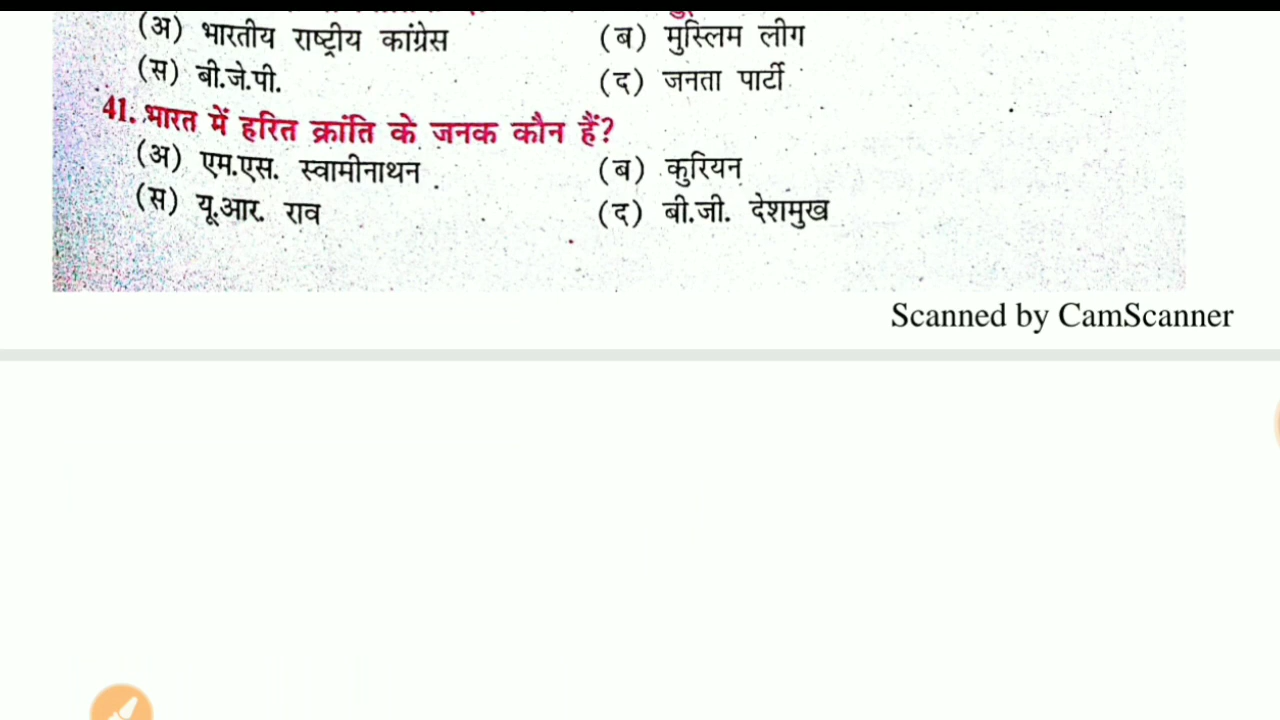 (अ) भारतीय राष्ट्रीय कांग्रेस (ब) मुस्लिम लीग
(स) बी.जे.पी. (द) जनता पार्टी
41. भारत में हरित क्रांति के जनक कौन हैं?
(अ) एम.एस. स्वामीनाथन (ब) कुरियन
(स) यू.आर. राव (द) बी.जी. देशमुख
Scanned by CamScanner